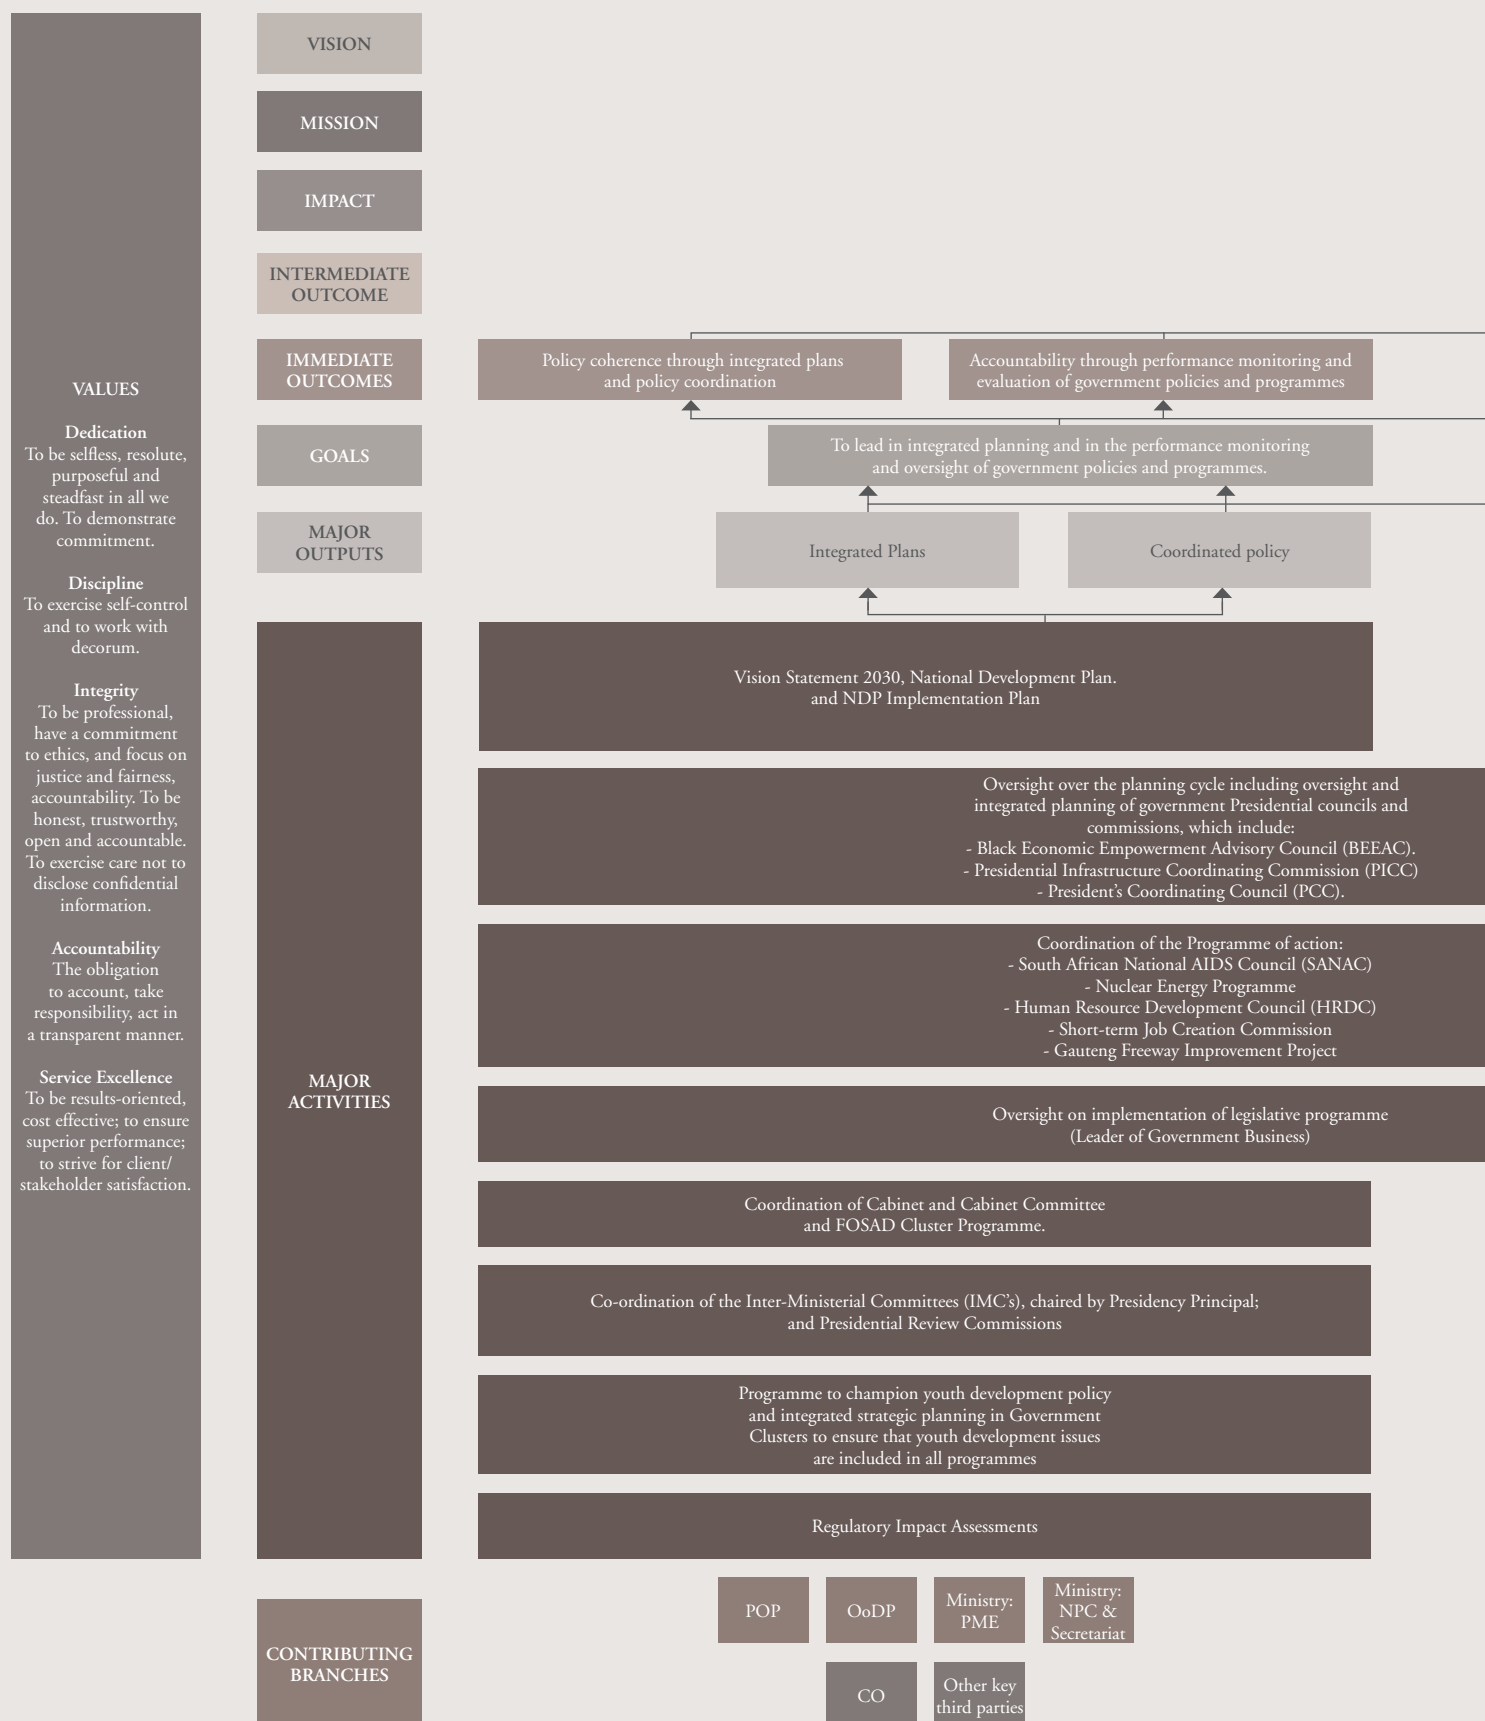 VALUES
Dedication
To be selfless, resolute,
purposeful and
steadfast in all we
do. To demonstrate
commitment.
Discipline
To exercise self-control
and to work with
decorum.
Integrity
To be professional,
have a commitment
to ethics, and focus on
justice and fairness,
accountability. To be
honest, trustworthy,
open and accountable.
To exercise care not to
disclose confidential
information.
Accountability
The obligation
to account, take
responsibility, act in
a transparent manner.
Service Excellence
To be results-oriented,
cost effective; to ensure
superior performance;
to strive for client/
stakeholder satisfaction.
VISION
MISSION
IMPACT
INTERMEDIATE
OUTCOME
IMMEDIATE
OUTCOMES
Policy coherence through integrated plans
and policy coordination
Accountability through performance monitoring and
evaluation of government policies and programmes
GOALS
To lead in integrated planning and in the performance monitoring
and oversight of government policies and programmes.
MAJOR
OUTPUTS
Integrated Plans
Coordinated policy
MAJOR
ACTIVITIES
Vision Statement 2030, National Development Plan.
and NDP Implementation Plan
Oversight over the planning cycle including oversight and
integrated planning of government Presidential councils and
commissions, which include:
- Black Economic Empowerment Advisory Council (BEEAC).
- Presidential Infrastructure Coordinating Commission (PICC)
- President's Coordinating Council (PCC).
Coordination of the Programme of action:
- South African National AIDS Council (SANAC)
- Nuclear Energy Programme
- Human Resource Development Council (HRDC)
- Short-term Job Creation Commission
- Gauteng Freeway Improvement Project
Oversight on implementation of legislative programme
(Leader of Government Business)
Coordination of Cabinet and Cabinet Committee
and FOSAD Cluster Programme.
Co-ordination of the Inter-Ministerial Committees (IMC's), chaired by Presidency Principal;
and Presidential Review Commissions
Programme to champion youth development policy
and integrated strategic planning in Government
Clusters to ensure that youth development issues
are included in all programmes
Regulatory Impact Assessments
CONTRIBUTING
BRANCHES
POP
OoDP
Ministry:
PME
Ministry:
NPC &
Secretariat
CO
Other key
third parties